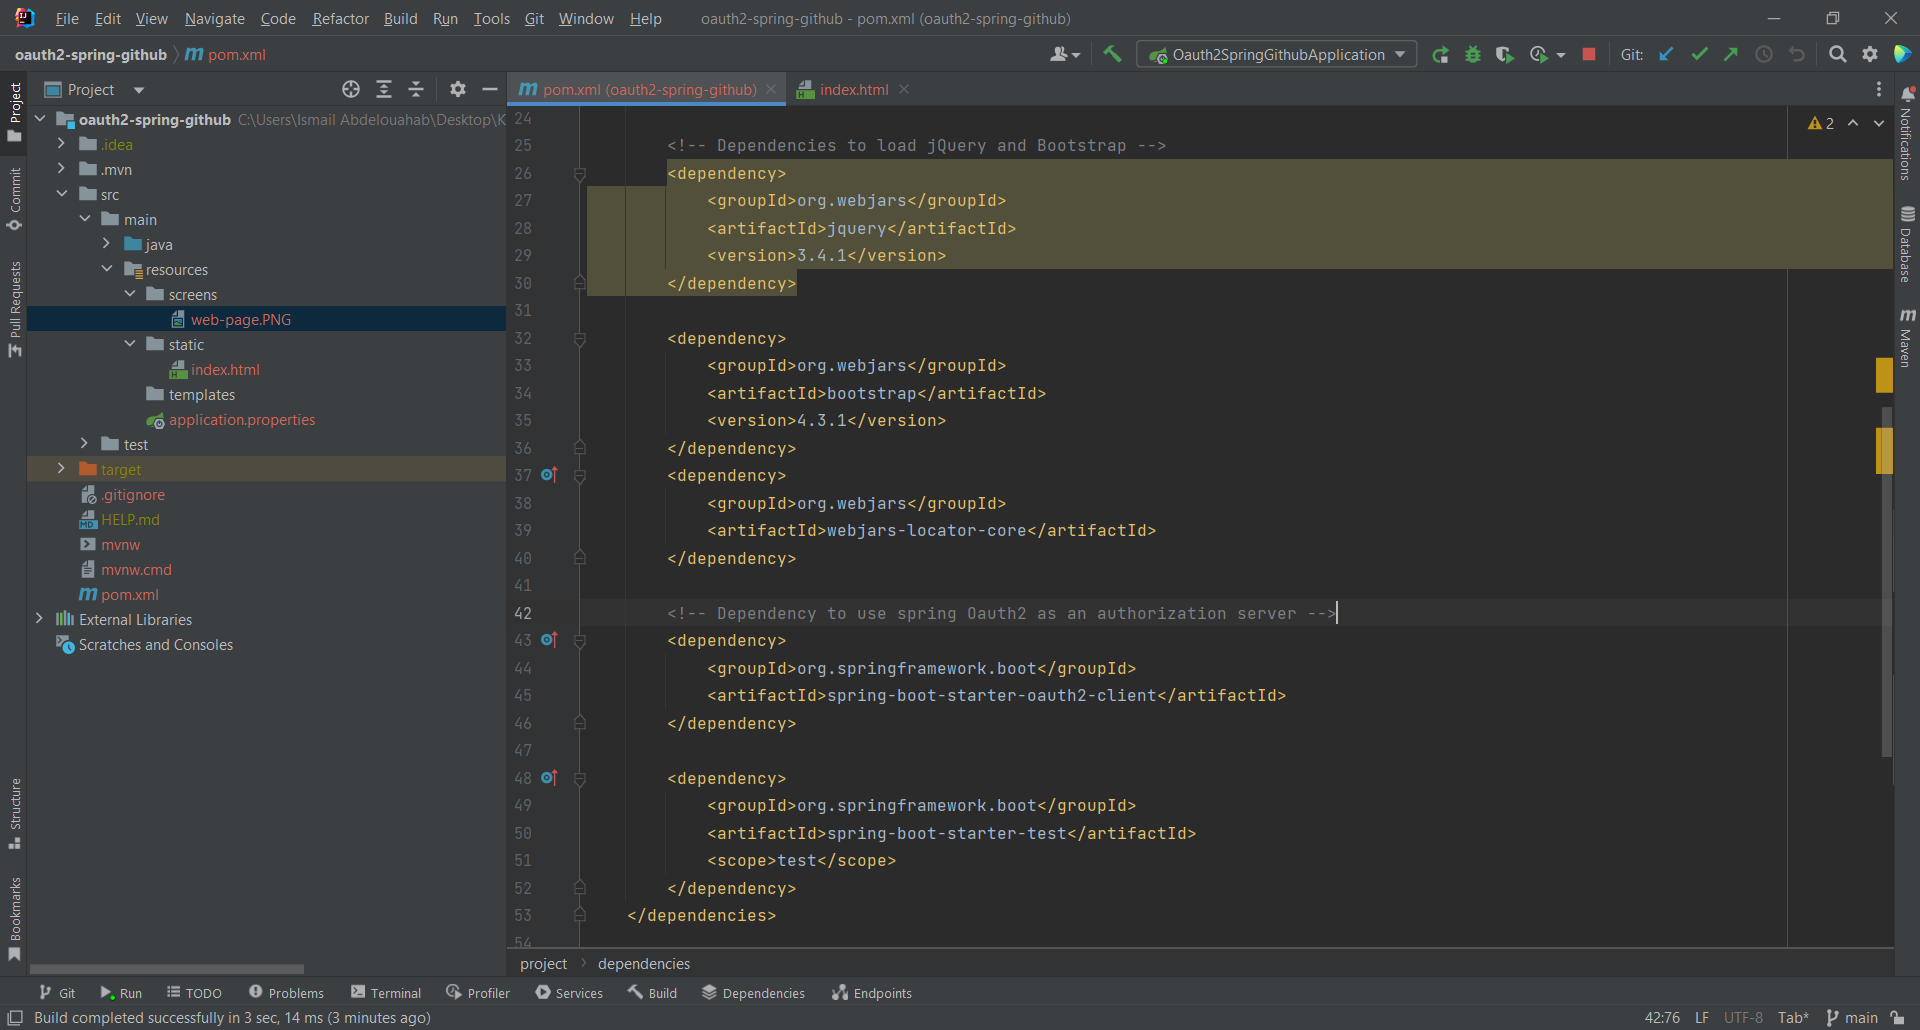 File Edit View Navigate Code Refactor Build Run Tools Git Window Help oauth2-spring-github - pom.xml (oauth2-spring-github)
oauth2-spring-github pom.xml Oauth2SpringGithubApplication Git:
Project
Commit
Pull Requests
Structure
Bookmarks
Project
oauth2-spring-github C:\Users\Ismail Abdelouahab\Desktop\K
.idea
.mvn
src
main
java
resources
screens
web-page.PNG
static
index.html
templates
application.properties
test
target
.gitignore
HELP.md
mvnw
mvnw.cmd
pom.xml
External Libraries
Scratches and Consoles
pom.xml (oauth2-spring-github) index.html
2
24
25 <!-- Dependencies to load jQuery and Bootstrap -->
26 <dependency>
27 <groupId>org.webjars</groupId>
28 <artifactId>jquery</artifactId>
29 <version>3.4.1</version>
30 </dependency>
31
32 <dependency>
33 <groupId>org.webjars</groupId>
34 <artifactId>bootstrap</artifactId>
35 <version>4.3.1</version>
36 </dependency>
37 <dependency>
38 <groupId>org.webjars</groupId>
39 <artifactId>webjars-locator-core</artifactId>
40 </dependency>
41
42 <!-- Dependency to use spring Oauth2 as an authorization server -->
43 <dependency>
44 <groupId>org.springframework.boot</groupId>
45 <artifactId>spring-boot-starter-oauth2-client</artifactId>
46 </dependency>
47
48 <dependency>
49 <groupId>org.springframework.boot</groupId>
50 <artifactId>spring-boot-starter-test</artifactId>
51 <scope>test</scope>
52 </dependency>
53 </dependencies>
54
project dependencies
Notifications
Database
Maven
Git Run TODO Problems Terminal Profiler Services Build Dependencies Endpoints
Build completed successfully in 3 sec, 14 ms (3 minutes ago) 42:76 LF UTF-8 Tab* main